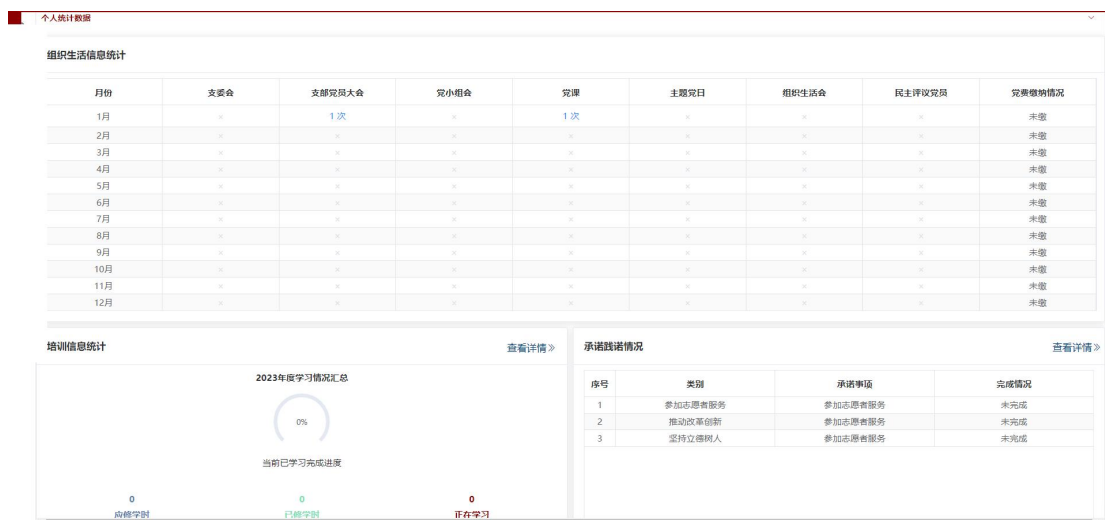 个人统计数据
组织生活信息统计
月份 支委会 支部党员大会 党小组会 党课 主题党日 组织生活会 民主评议党员 党费缴纳情况
1月 × 1 次 × 1 次 × × × 未缴
2月 × × × × × × × 未缴
3月 × × × × × × × 未缴
4月 × × × × × × × 未缴
5月 × × × × × × × 未缴
6月 × × × × × × × 未缴
7月 × × × × × × × 未缴
8月 × × × × × × × 未缴
9月 × × × × × × × 未缴
10月 × × × × × × × 未缴
11月 × × × × × × × 未缴
12月 × × × × × × × 未缴
培训信息统计 查看详情》
2023年度学习情况汇总
0%
当前已学习完成进度
0 0 0
应修学时 已修学时 正在学习
承诺践诺情况 查看详情》
序号 类别 承诺事项 完成情况
1 参加志愿者服务 参加志愿者服务 未完成
2 推动改革创新 参加志愿者服务 未完成
3 坚持立德树人 参加志愿者服务 未完成